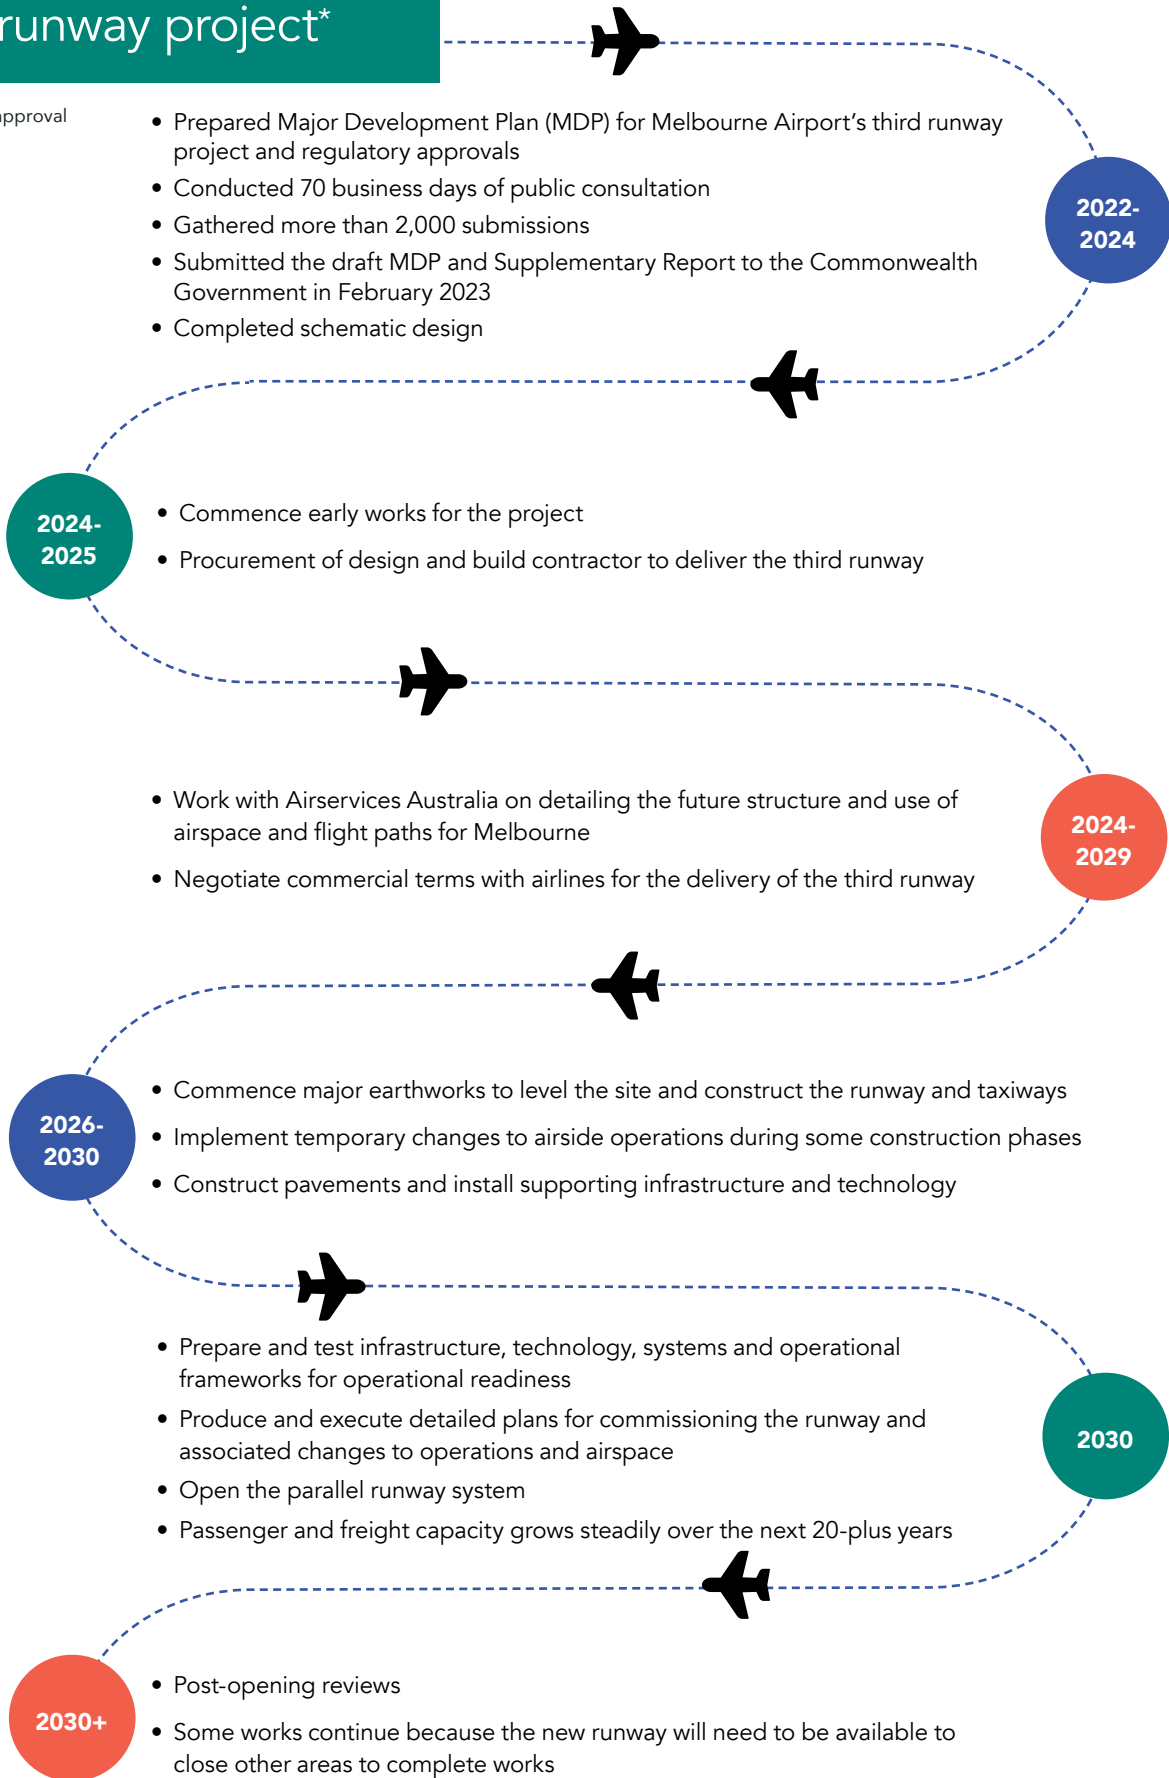 runway project*
approval
• Prepared Major Development Plan (MDP) for Melbourne Airport’s third runway
project and regulatory approvals
• Conducted 70 business days of public consultation
• Gathered more than 2,000 submissions
• Submitted the draft MDP and Supplementary Report to the Commonwealth
Government in February 2023
• Completed schematic design
2022-
2024
2024-
2025
• Commence early works for the project
• Procurement of design and build contractor to deliver the third runway
• Work with Airservices Australia on detailing the future structure and use of
airspace and flight paths for Melbourne
• Negotiate commercial terms with airlines for the delivery of the third runway
2024-
2029
2026-
2030
• Commence major earthworks to level the site and construct the runway and taxiways
• Implement temporary changes to airside operations during some construction phases
• Construct pavements and install supporting infrastructure and technology
• Prepare and test infrastructure, technology, systems and operational
frameworks for operational readiness
• Produce and execute detailed plans for commissioning the runway and
associated changes to operations and airspace
• Open the parallel runway system
• Passenger and freight capacity grows steadily over the next 20-plus years
2030
2030+
• Post-opening reviews
• Some works continue because the new runway will need to be available to
close other areas to complete works